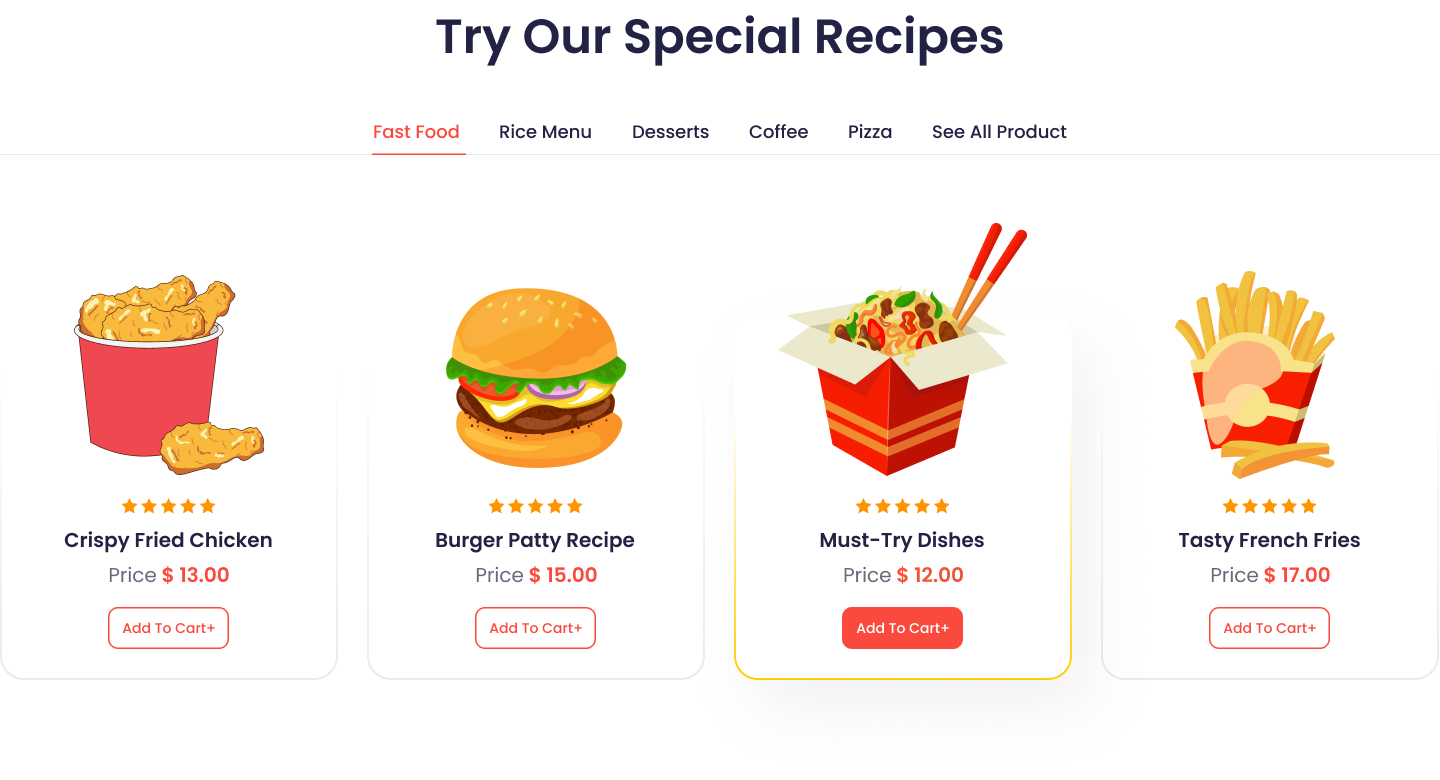 Try Our Special Recipes
Fast Food Rice Menu Desserts Coffee Pizza See All Product
Crispy Fried Chicken
Price $ 13.00
Add To Cart+
Burger Patty Recipe
Price $ 15.00
Add To Cart+
Must-Try Dishes
Price $ 12.00
Add To Cart+
Tasty French Fries
Price $ 17.00
Add To Cart+